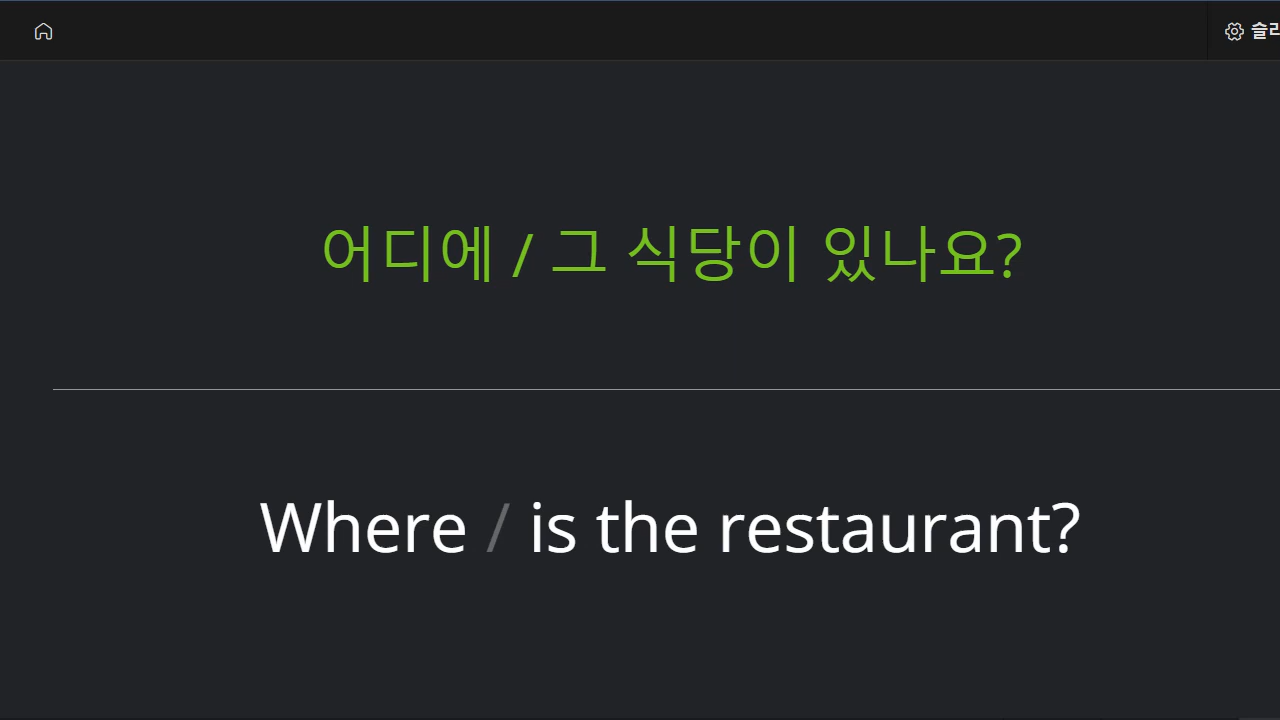 어디에 / 그 식당이 있나요?
Where / is the restaurant?